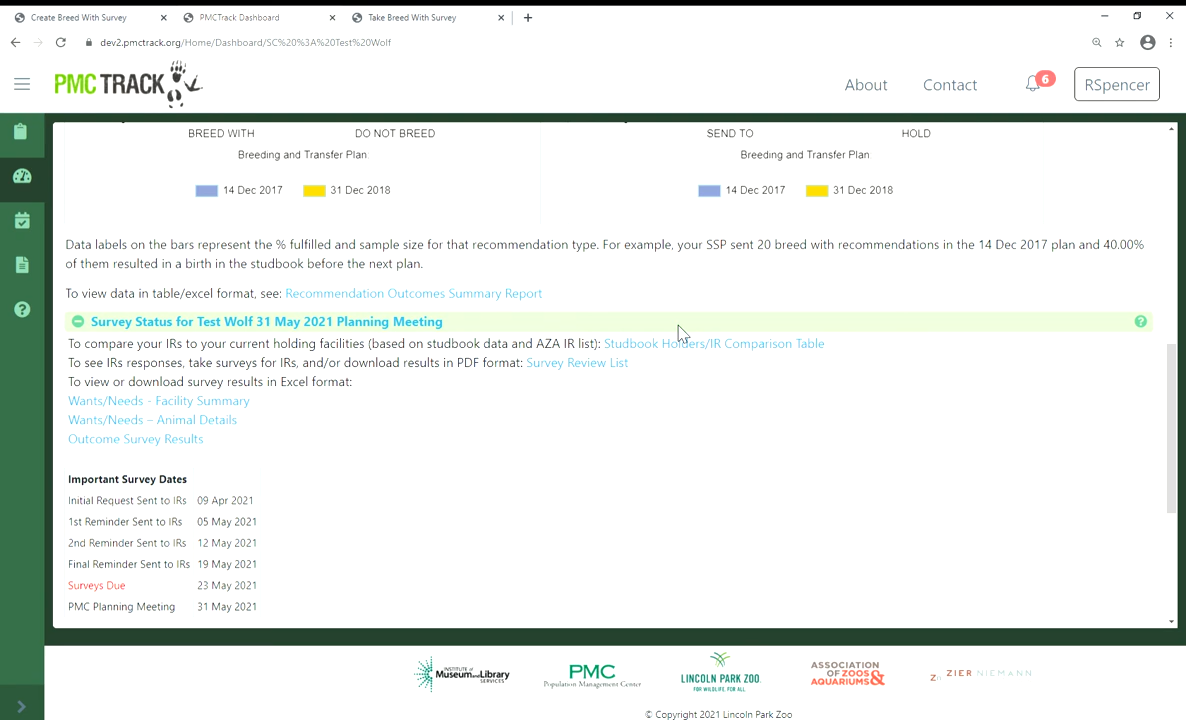 Create Breed With Survey
PMCTrack Dashboard
Take Breed With Survey
dev2.pmctrack.org/Home/Dashboard/SC%20%3A%20Test%20Wolf
PMC TRACK
About
Contact
6
RSpencer
BREED WITH
DO NOT BREED
Breeding and Transfer Plan:
14 Dec 2017
31 Dec 2018
SEND TO
HOLD
Breeding and Transfer Plan:
14 Dec 2017
31 Dec 2018
Data labels on the bars represent the % fulfilled and sample size for that recommendation type. For example, your SSP sent 20 breed with recommendations in the 14 Dec 2017 plan and 40.00%
of them resulted in a birth in the studbook before the next plan.
To view data in table/excel format, see: Recommendation Outcomes Summary Report
Survey Status for Test Wolf 31 May 2021 Planning Meeting
To compare your IRs to your current holding facilities (based on studbook data and AZA IR list): Studbook Holders/IR Comparison Table
To see IRs responses, take surveys for IRs, and/or download results in PDF format: Survey Review List
To view or download survey results in Excel format:
Wants/Needs - Facility Summary
Wants/Needs – Animal Details
Outcome Survey Results
Important Survey Dates
Initial Request Sent to IRs 09 Apr 2021
1st Reminder Sent to IRs 05 May 2021
2nd Reminder Sent to IRs 12 May 2021
Final Reminder Sent to IRs 19 May 2021
Surveys Due 23 May 2021
PMC Planning Meeting 31 May 2021
INSTITUTE of
Museum and Library
SERVICES
PMC
Population Management Center
LINCOLN PARK ZOO
FOR WILDLIFE. FOR ALL.
ASSOCIATION
OF ZOOS
AQUARIUMS &
Zn ZIER NIEMANN
© Copyright 2021 Lincoln Park Zoo